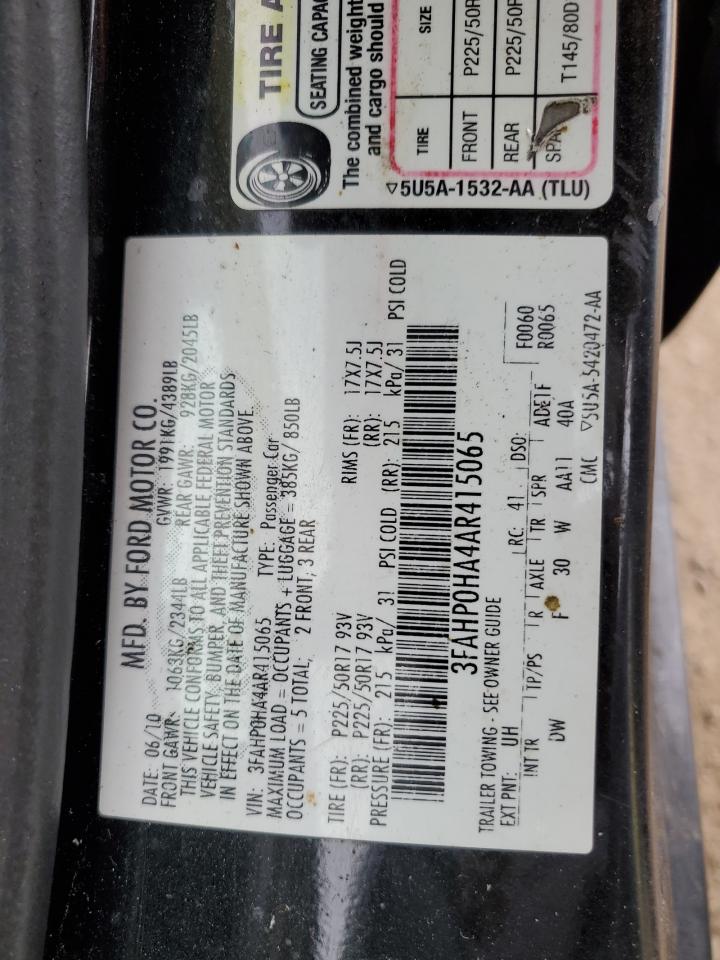 MFD. BY FORD MOTOR CO.
DATE: 06/10 GVWR: 1991KG/4389LB
FRONT GAWR: 1063KG/2344LB REAR GAWR: 928KG/2045LB
THIS VEHICLE CONFORMS TO ALL APPLICABLE FEDERAL MOTOR
VEHICLE SAFETY, BUMPER, AND THEFT PREVENTION STANDARDS
IN EFFECT ON THE DATE OF MANUFACTURE SHOWN ABOVE.
VIN: 3FAHP0HA4AR415065 TYPE: Passenger Car
MAXIMUM LOAD = OCCUPANTS + LUGGAGE = 385KG/ 850LB
OCCUPANTS = 5 TOTAL; 2 FRONT, 3 REAR
TIRE (FR): P225/50R17 93V RIMS (FR): 17X7.5J
(RR): P225/50R17 93V (RR): 17X7.5J
PRESSURE (FR): 215 kPa/ 31 PSI COLD (RR): 215 kPa/ 31 PSI COLD
3FAHP0HA4AR415065
TRAILER TOWING - SEE OWNER GUIDE
EXT PNT: UH RC: 41 DSO: F0060
R0065
INT TR TP/PS R AXLE TR SPR ADE1F
DW F 30 W AA11 40A
CMC ▽5U5A-5420472-AA
TIRE A
SEATING CAPAC
The combined weight
and cargo should
TIRE SIZE
FRONT P225/50R
REAR P225/50R
SPA T145/80D
▽5U5A-1532-AA (TLU)